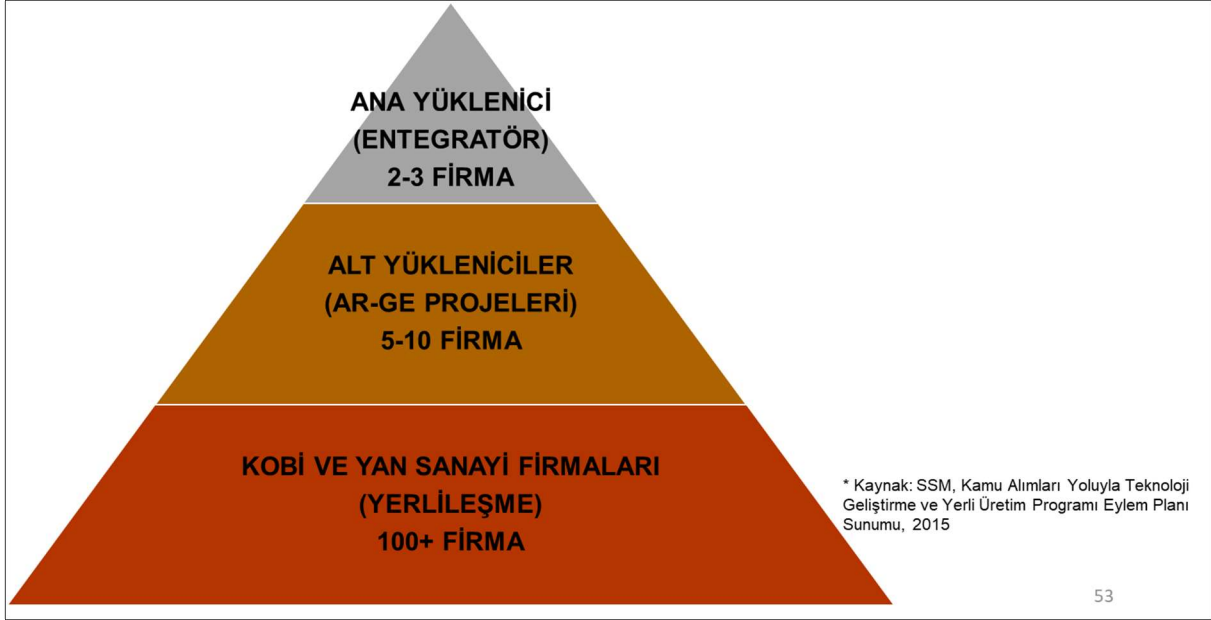 ANA YÜKLENİCİ
(ENTEGRATÖR)
2-3 FİRMA
ALT YÜKLENİCİLER
(AR-GE PROJELERİ)
5-10 FİRMA
KOBİ VE YAN SANAYİ FİRMALARI
(YERLİLEŞME)
100+ FİRMA
* Kaynak: SSM, Kamu Alımları Yoluyla Teknoloji
Geliştirme ve Yerli Üretim Programı Eylem Planı
Sunumu, 2015
53